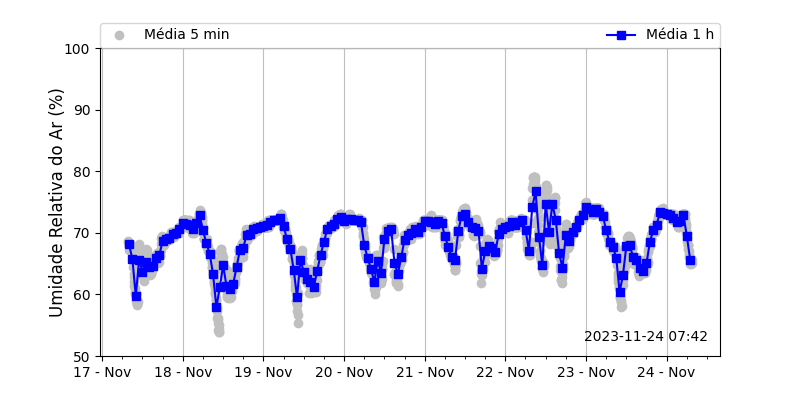 Média 5 min
Média 1 h
Umidade Relativa do Ar (%)
100
90
80
70
60
50
2023-11-24 07:42
17 - Nov
18 - Nov
19 - Nov
20 - Nov
21 - Nov
22 - Nov
23 - Nov
24 - Nov